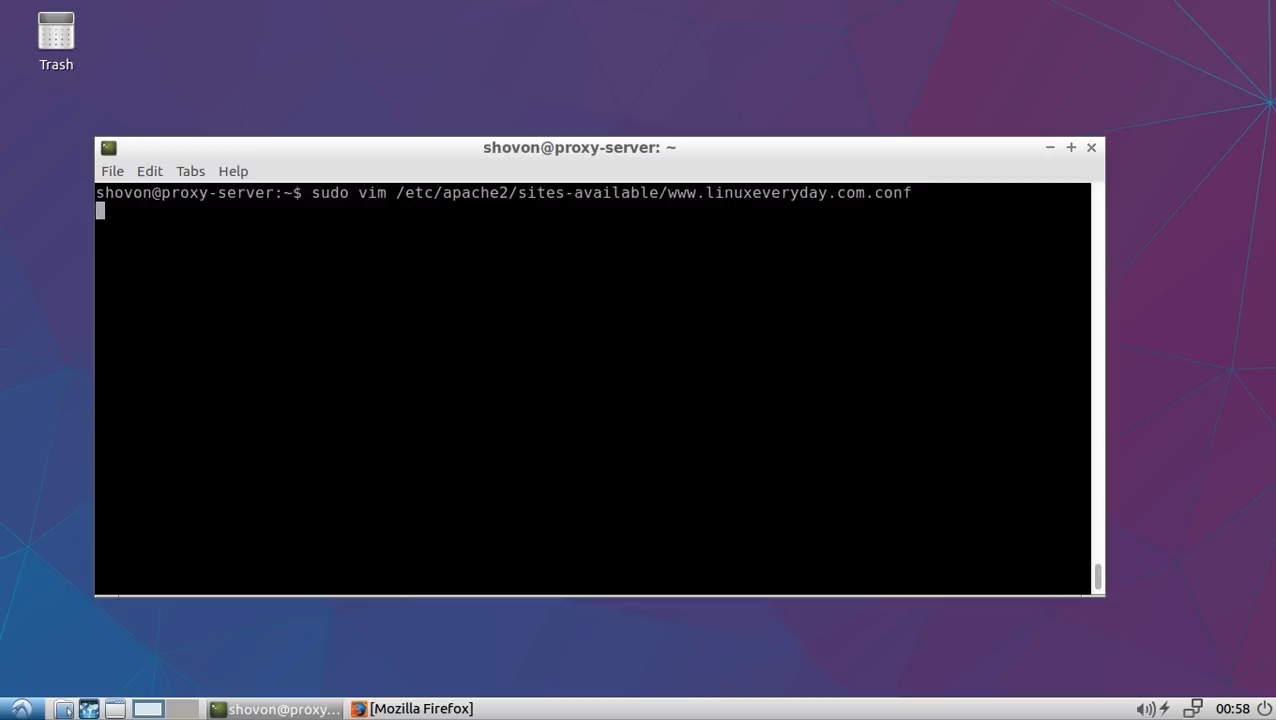 Trash
shovon@proxy-server: ~
File Edit Tabs Help
shovon@proxy-server:~$ sudo vim /etc/apache2/sites-available/www.linuxeveryday.com.conf
shovon@proxy... [Mozilla Firefox] 00:58